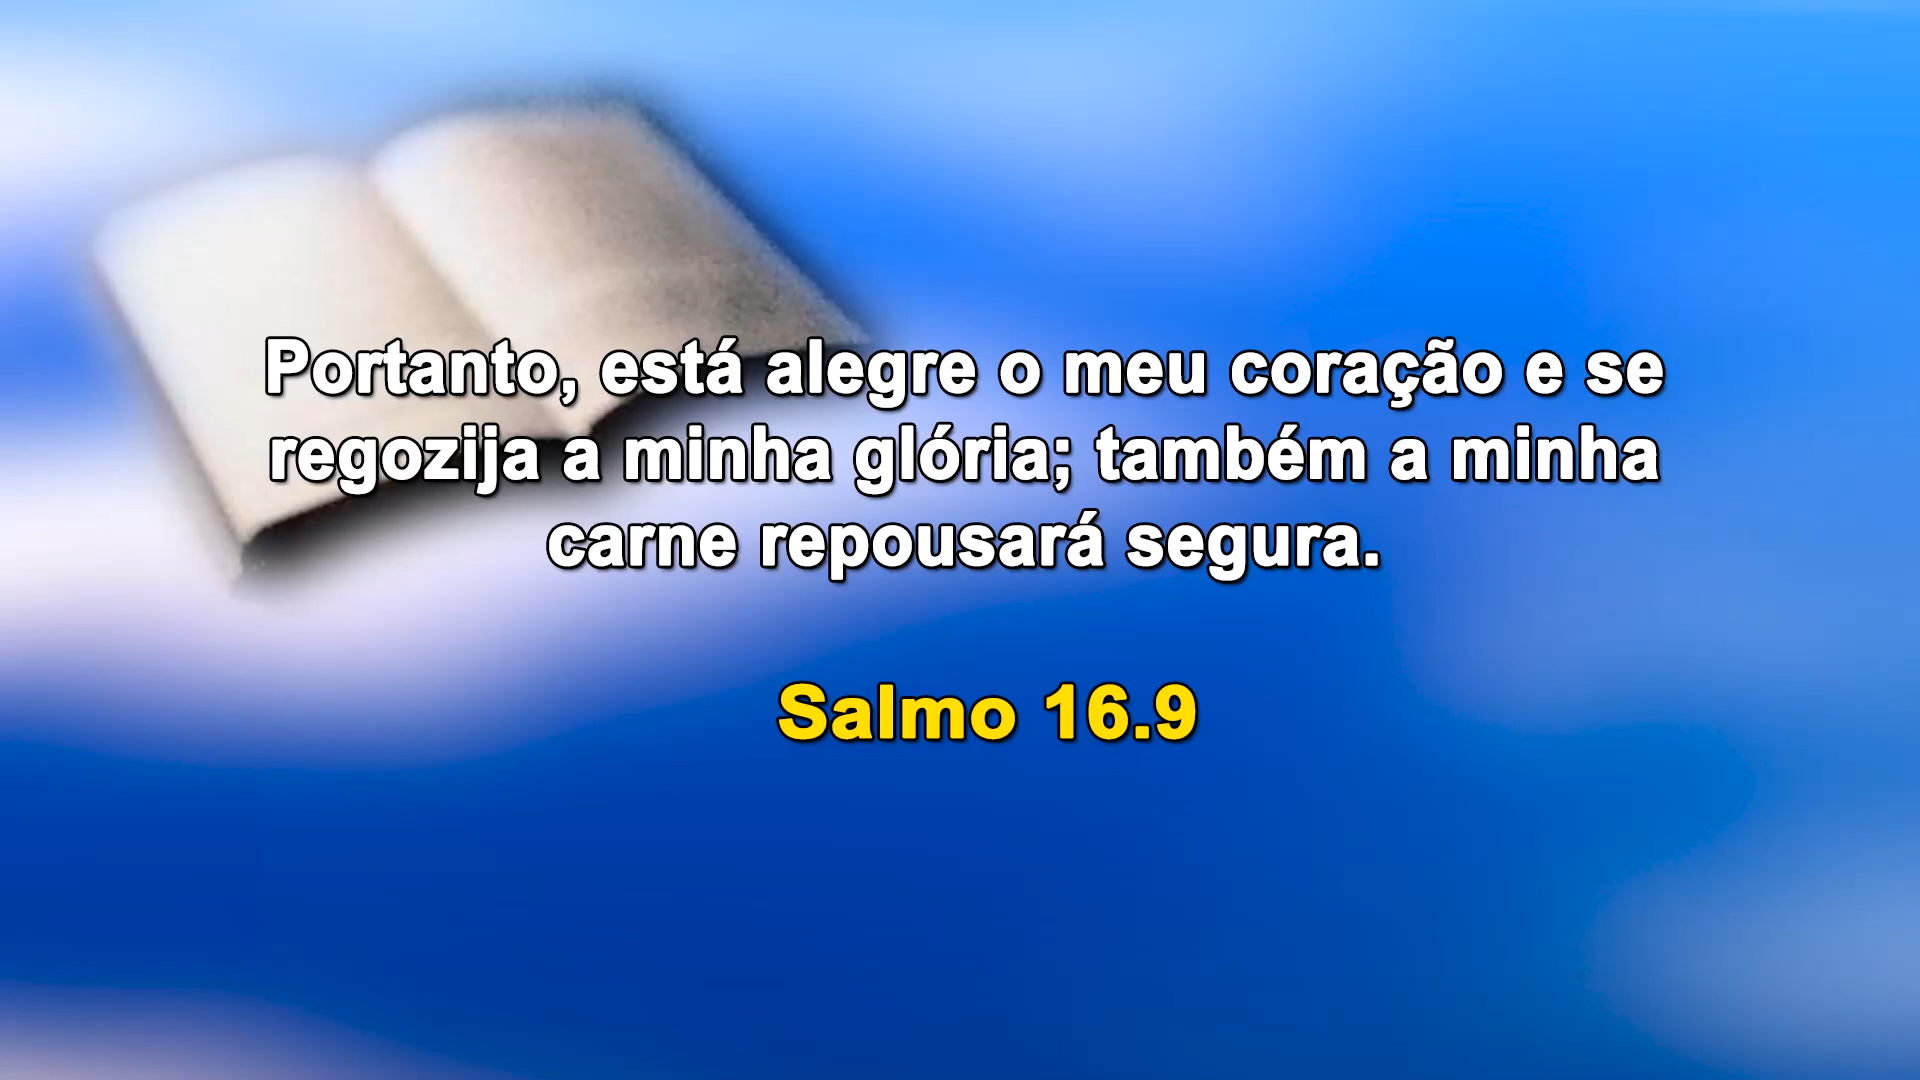 Portanto, está alegre o meu coração e se
regozija a minha glória; também a minha
carne repousará segura.
Salmo 16.9